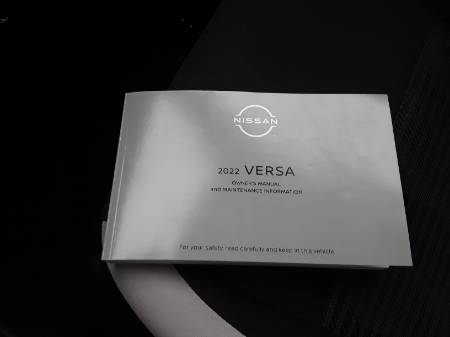 NISSAN
2022 VERSA
OWNER'S MANUAL
and MAINTENANCE INFORMATION
For your safety, read carefully and keep in this vehicle.